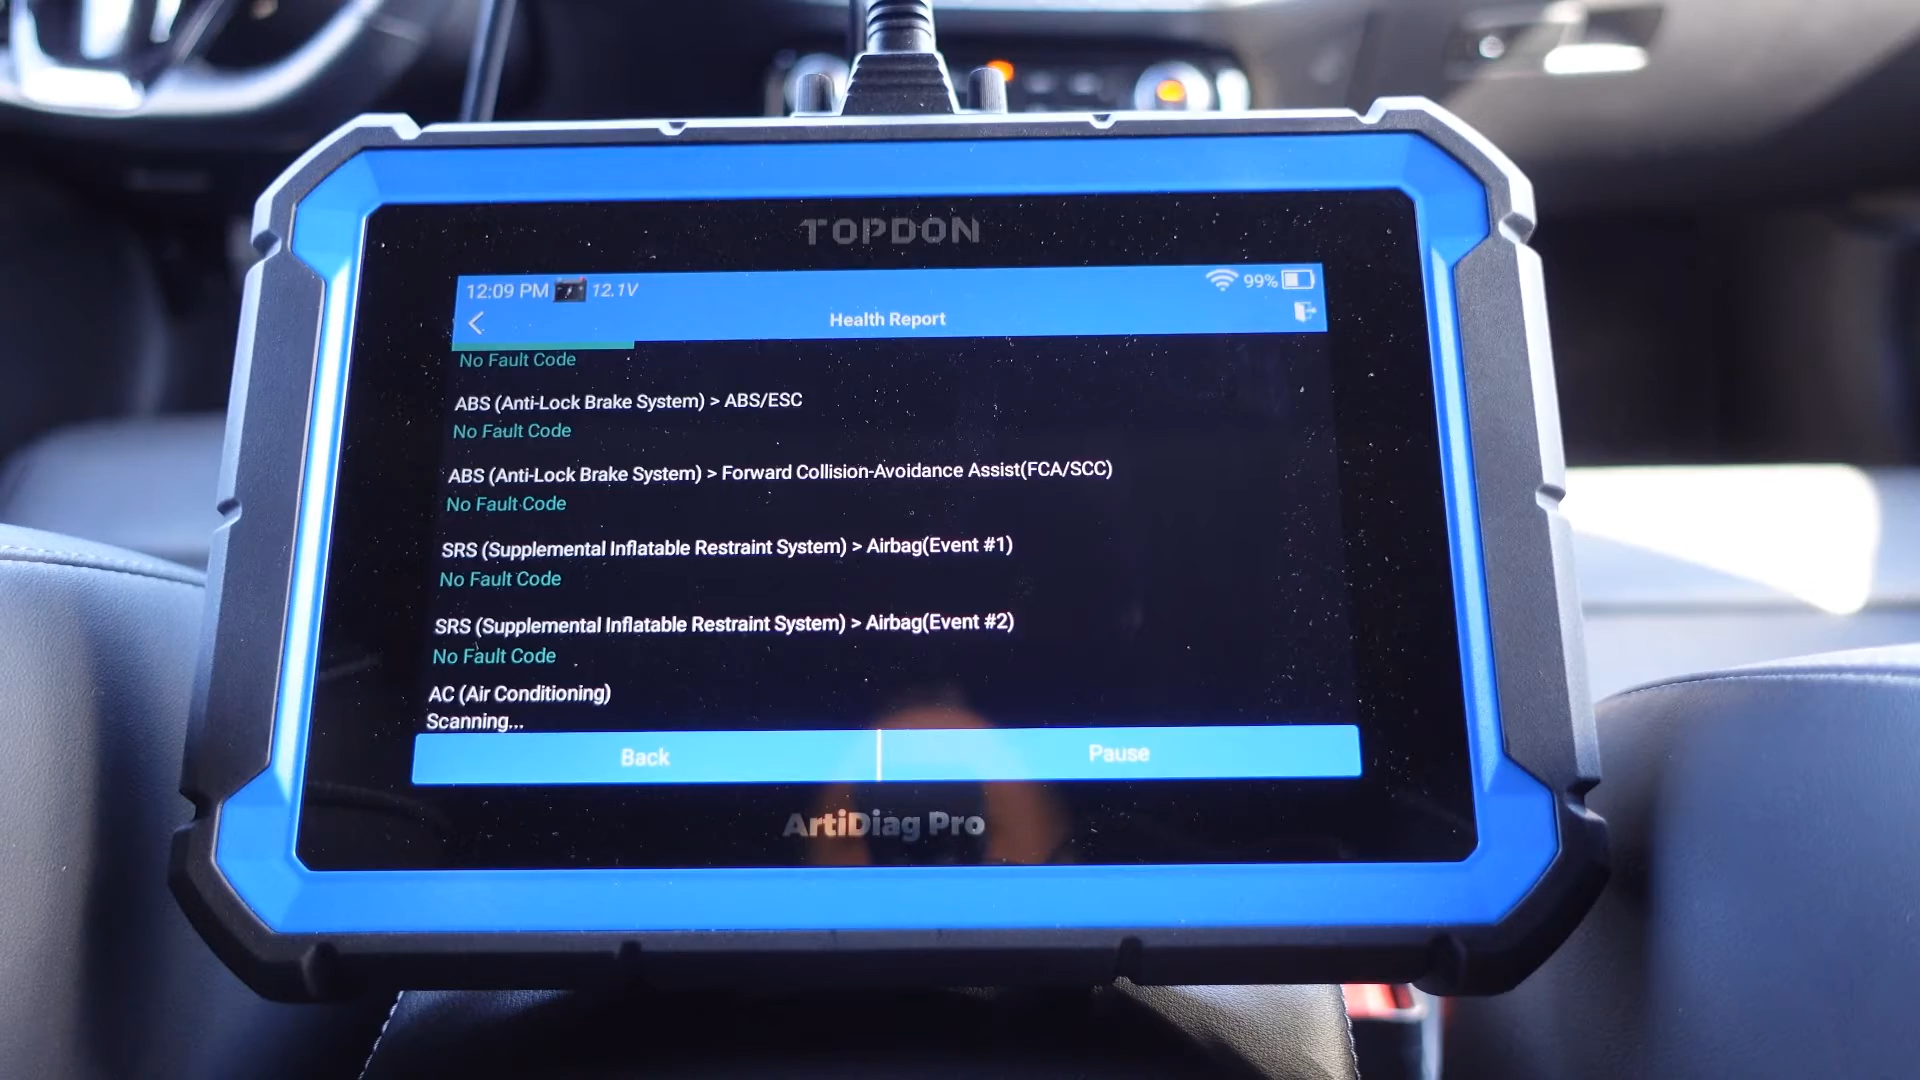 TOPDON
12:09 PM 12.1V 99%
Health Report
No Fault Code
ABS (Anti-Lock Brake System) > ABS/ESC
No Fault Code
ABS (Anti-Lock Brake System) > Forward Collision-Avoidance Assist(FCA/SCC)
No Fault Code
SRS (Supplemental Inflatable Restraint System) > Airbag(Event #1)
No Fault Code
SRS (Supplemental Inflatable Restraint System) > Airbag(Event #2)
No Fault Code
AC (Air Conditioning)
Scanning...
Back Pause
ArtiDiag Pro